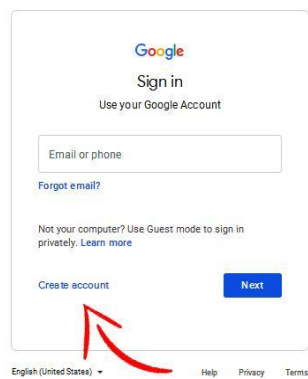 Google
Sign in
Use your Google Account
Email or phone
Forgot email?
Not your computer? Use Guest mode to sign in
privately. Learn more
Create account Next
English (United States) Help Privacy Terms